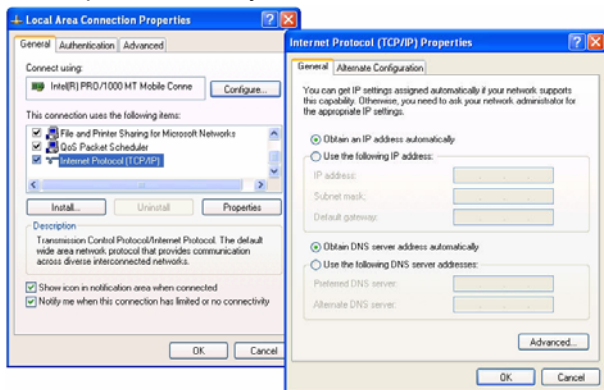 Local Area Connection Properties
General Authentication Advanced
Connect using:
Intel(R) PRO/1000 MT Mobile Conne
Configure...
This connection uses the following items:
File and Printer Sharing for Microsoft Networks
QoS Packet Scheduler
Internet Protocol (TCP/IP)
Install... Uninstall Properties
Description
Transmission Control Protocol/Internet Protocol. The default
wide area network protocol that provides communication
across diverse interconnected networks.
Show icon in notification area when connected
Notify me when this connection has limited or no connectivity
OK Cancel
Internet Protocol (TCP/IP) Properties
General Alternate Configuration
You can get IP settings assigned automatically if your network supports
this capability. Otherwise, you need to ask your network administrator for
the appropriate IP settings.
Obtain an IP address automatically
Use the following IP address:
IP address:
Subnet mask:
Default gateway:
Obtain DNS server address automatically
Use the following DNS server addresses:
Preferred DNS server:
Alternate DNS server:
Advanced...
OK Cancel